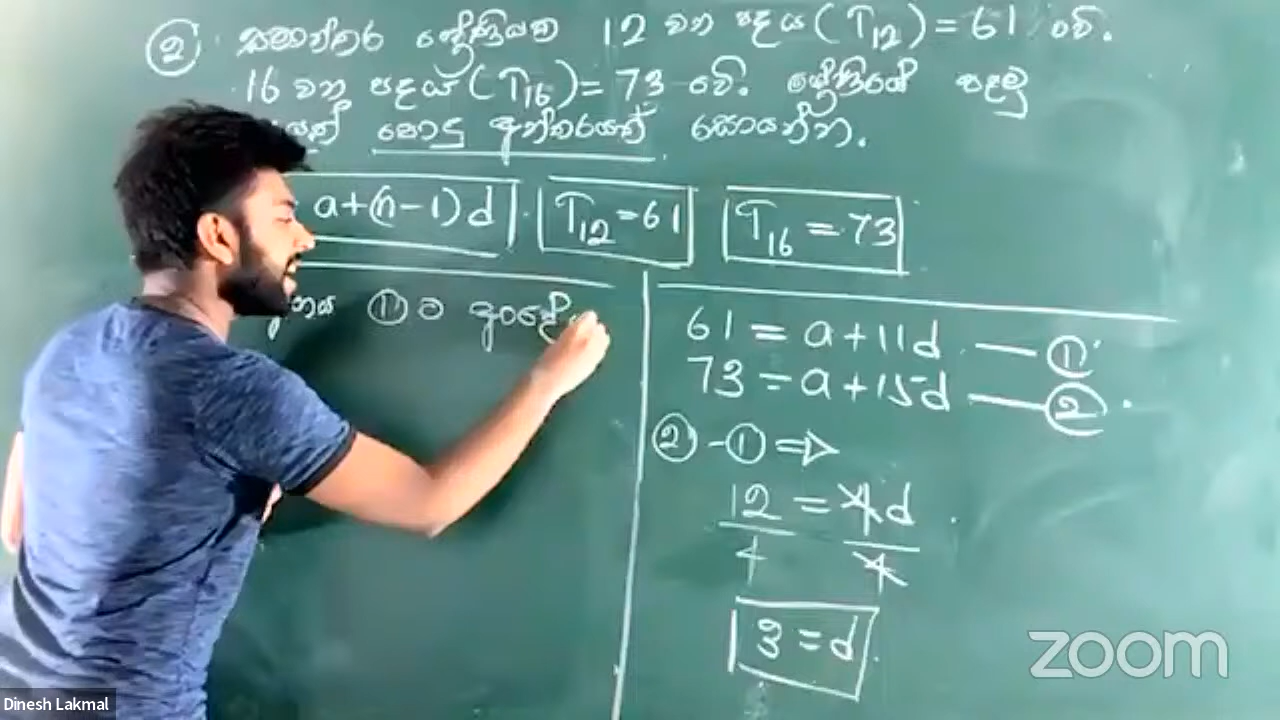 ② සමාන්තර ශ්‍රේණියක 12 වන පදය (T₁₂) = 61 වේ.
16 වන පදය (T₁₆) = 73 වේ. ශ්‍රේණියේ පළමු
පොදු අන්තරයත් සොයන්න.
a+(n-1)d
T₁₂ = 61
T₁₆ = 73
① ට ආදේ
61 = a + 11d — ①
73 = a + 15d — ②
② - ① ⇒
12 = 4d
4 4
3 = d
zoom
Dinesh Lakmal